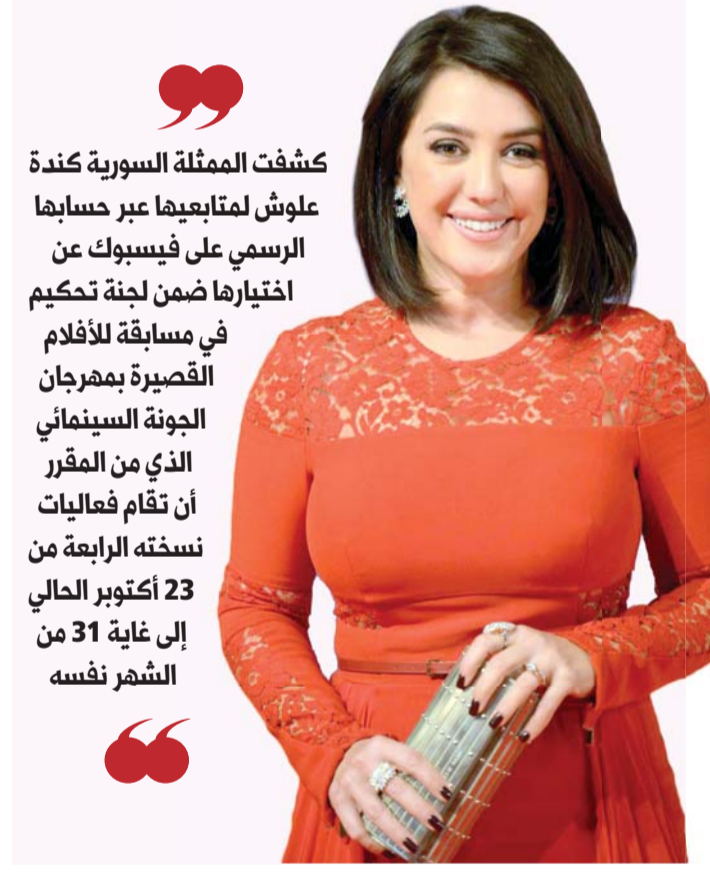 كشفت الممثلة السورية كندة
علوش لمتابعيها عبر حسابها
الرسمي على فيسبوك عن
اختيارها ضمن لجنة تحكيم
في مسابقة للأفلام
القصيرة بمهرجان
الجونة السينمائي
الذي من المقرر
أن تقام فعاليات
نسخته الرابعة من
23 أكتوبر الحالي
إلى غاية 31 من
الشهر نفسه